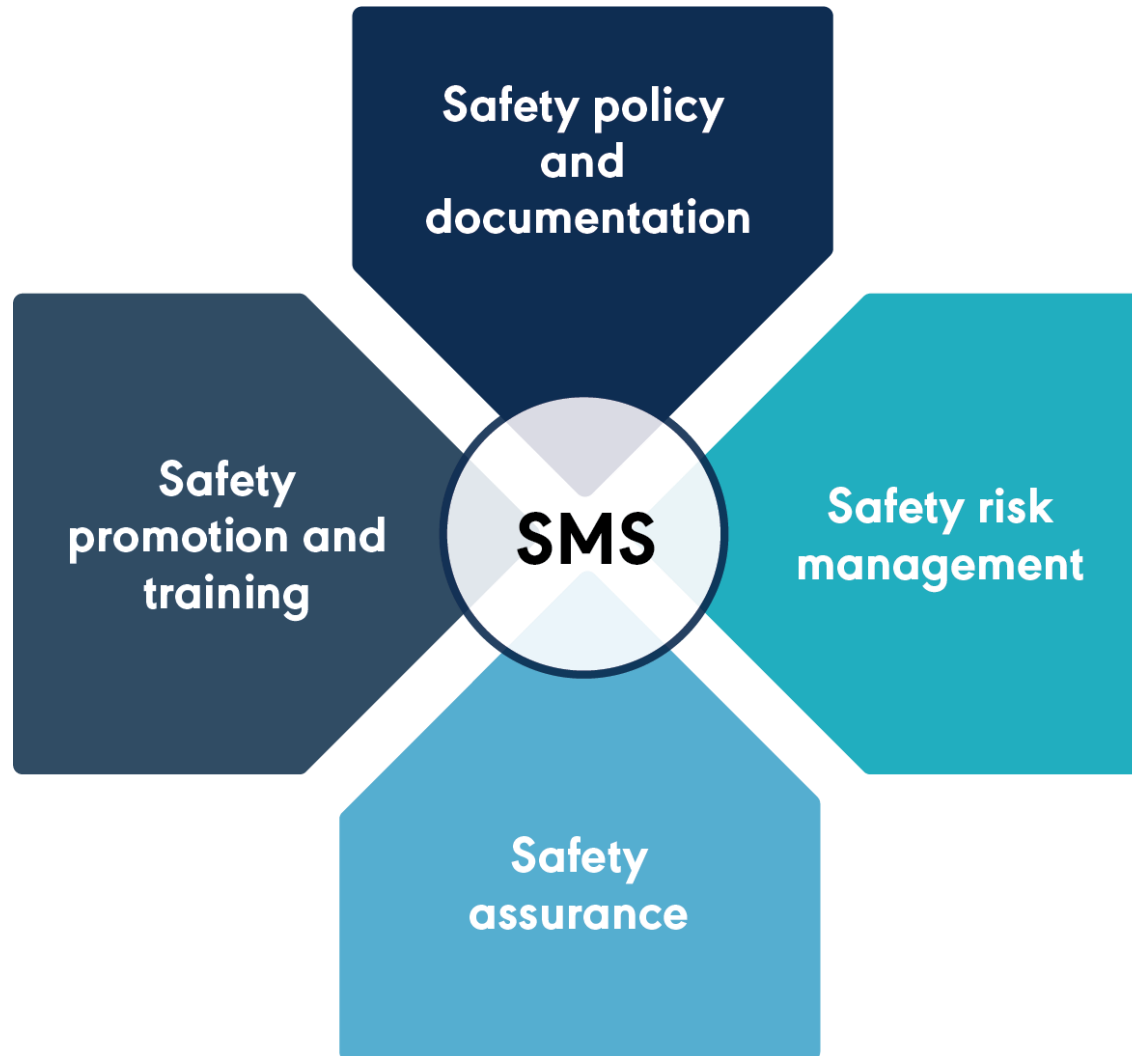 Safety policy
and
documentation
Safety
promotion and
training
SMS
Safety risk
management
Safety
assurance